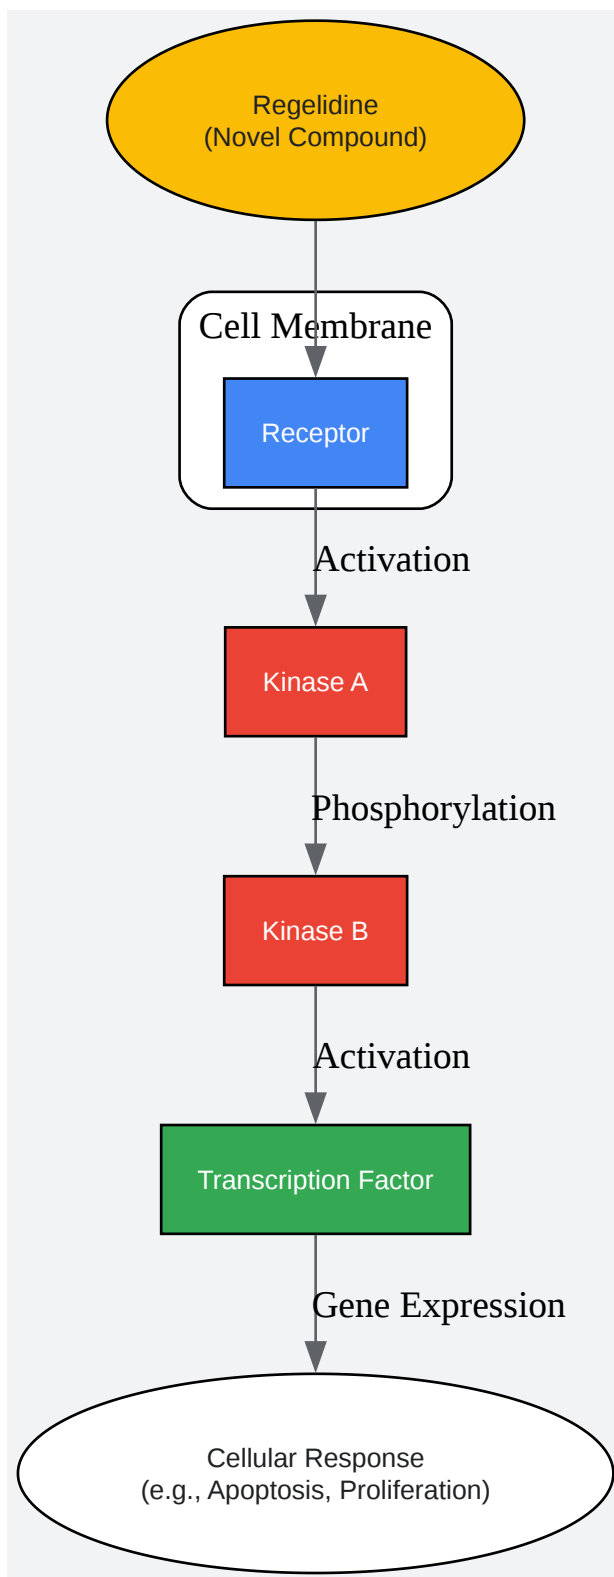 Regelidine
(Novel Compound)
Cell Membrane
Receptor
Activation
Kinase A
Phosphorylation
Kinase B
Activation
Transcription Factor
Gene Expression
Cellular Response
(e.g., Apoptosis, Proliferation)